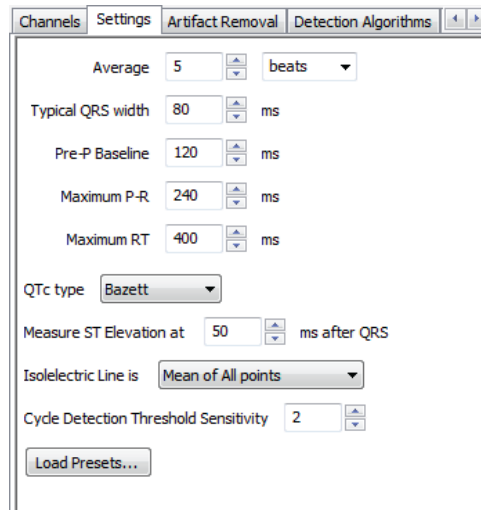 Channels Settings Artifact Removal Detection Algorithms
Average 5 beats
Typical QRS width 80 ms
Pre-P Baseline 120 ms
Maximum P-R 240 ms
Maximum RT 400 ms
QTc type Bazett
Measure ST Elevation at 50 ms after QRS
Isolelectric Line is Mean of All points
Cycle Detection Threshold Sensitivity 2
Load Presets...